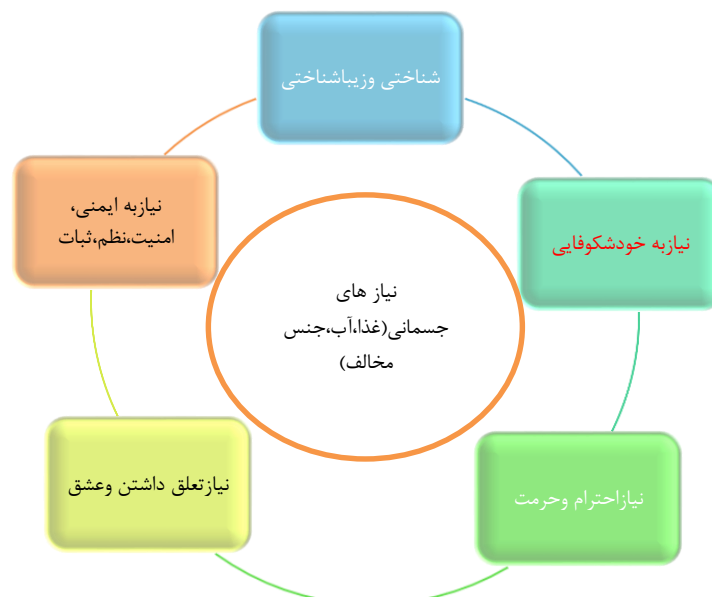 شناختی وزیباشناختی
نیازبه ایمنی،
امنیت،نظم،ثبات
نیازبه خودشکوفایی
نیاز های
جسمانی(غذا،آب،جنس
مخالف)
نیازتعلق داشتن وعشق
نیازاحترام وحرمت